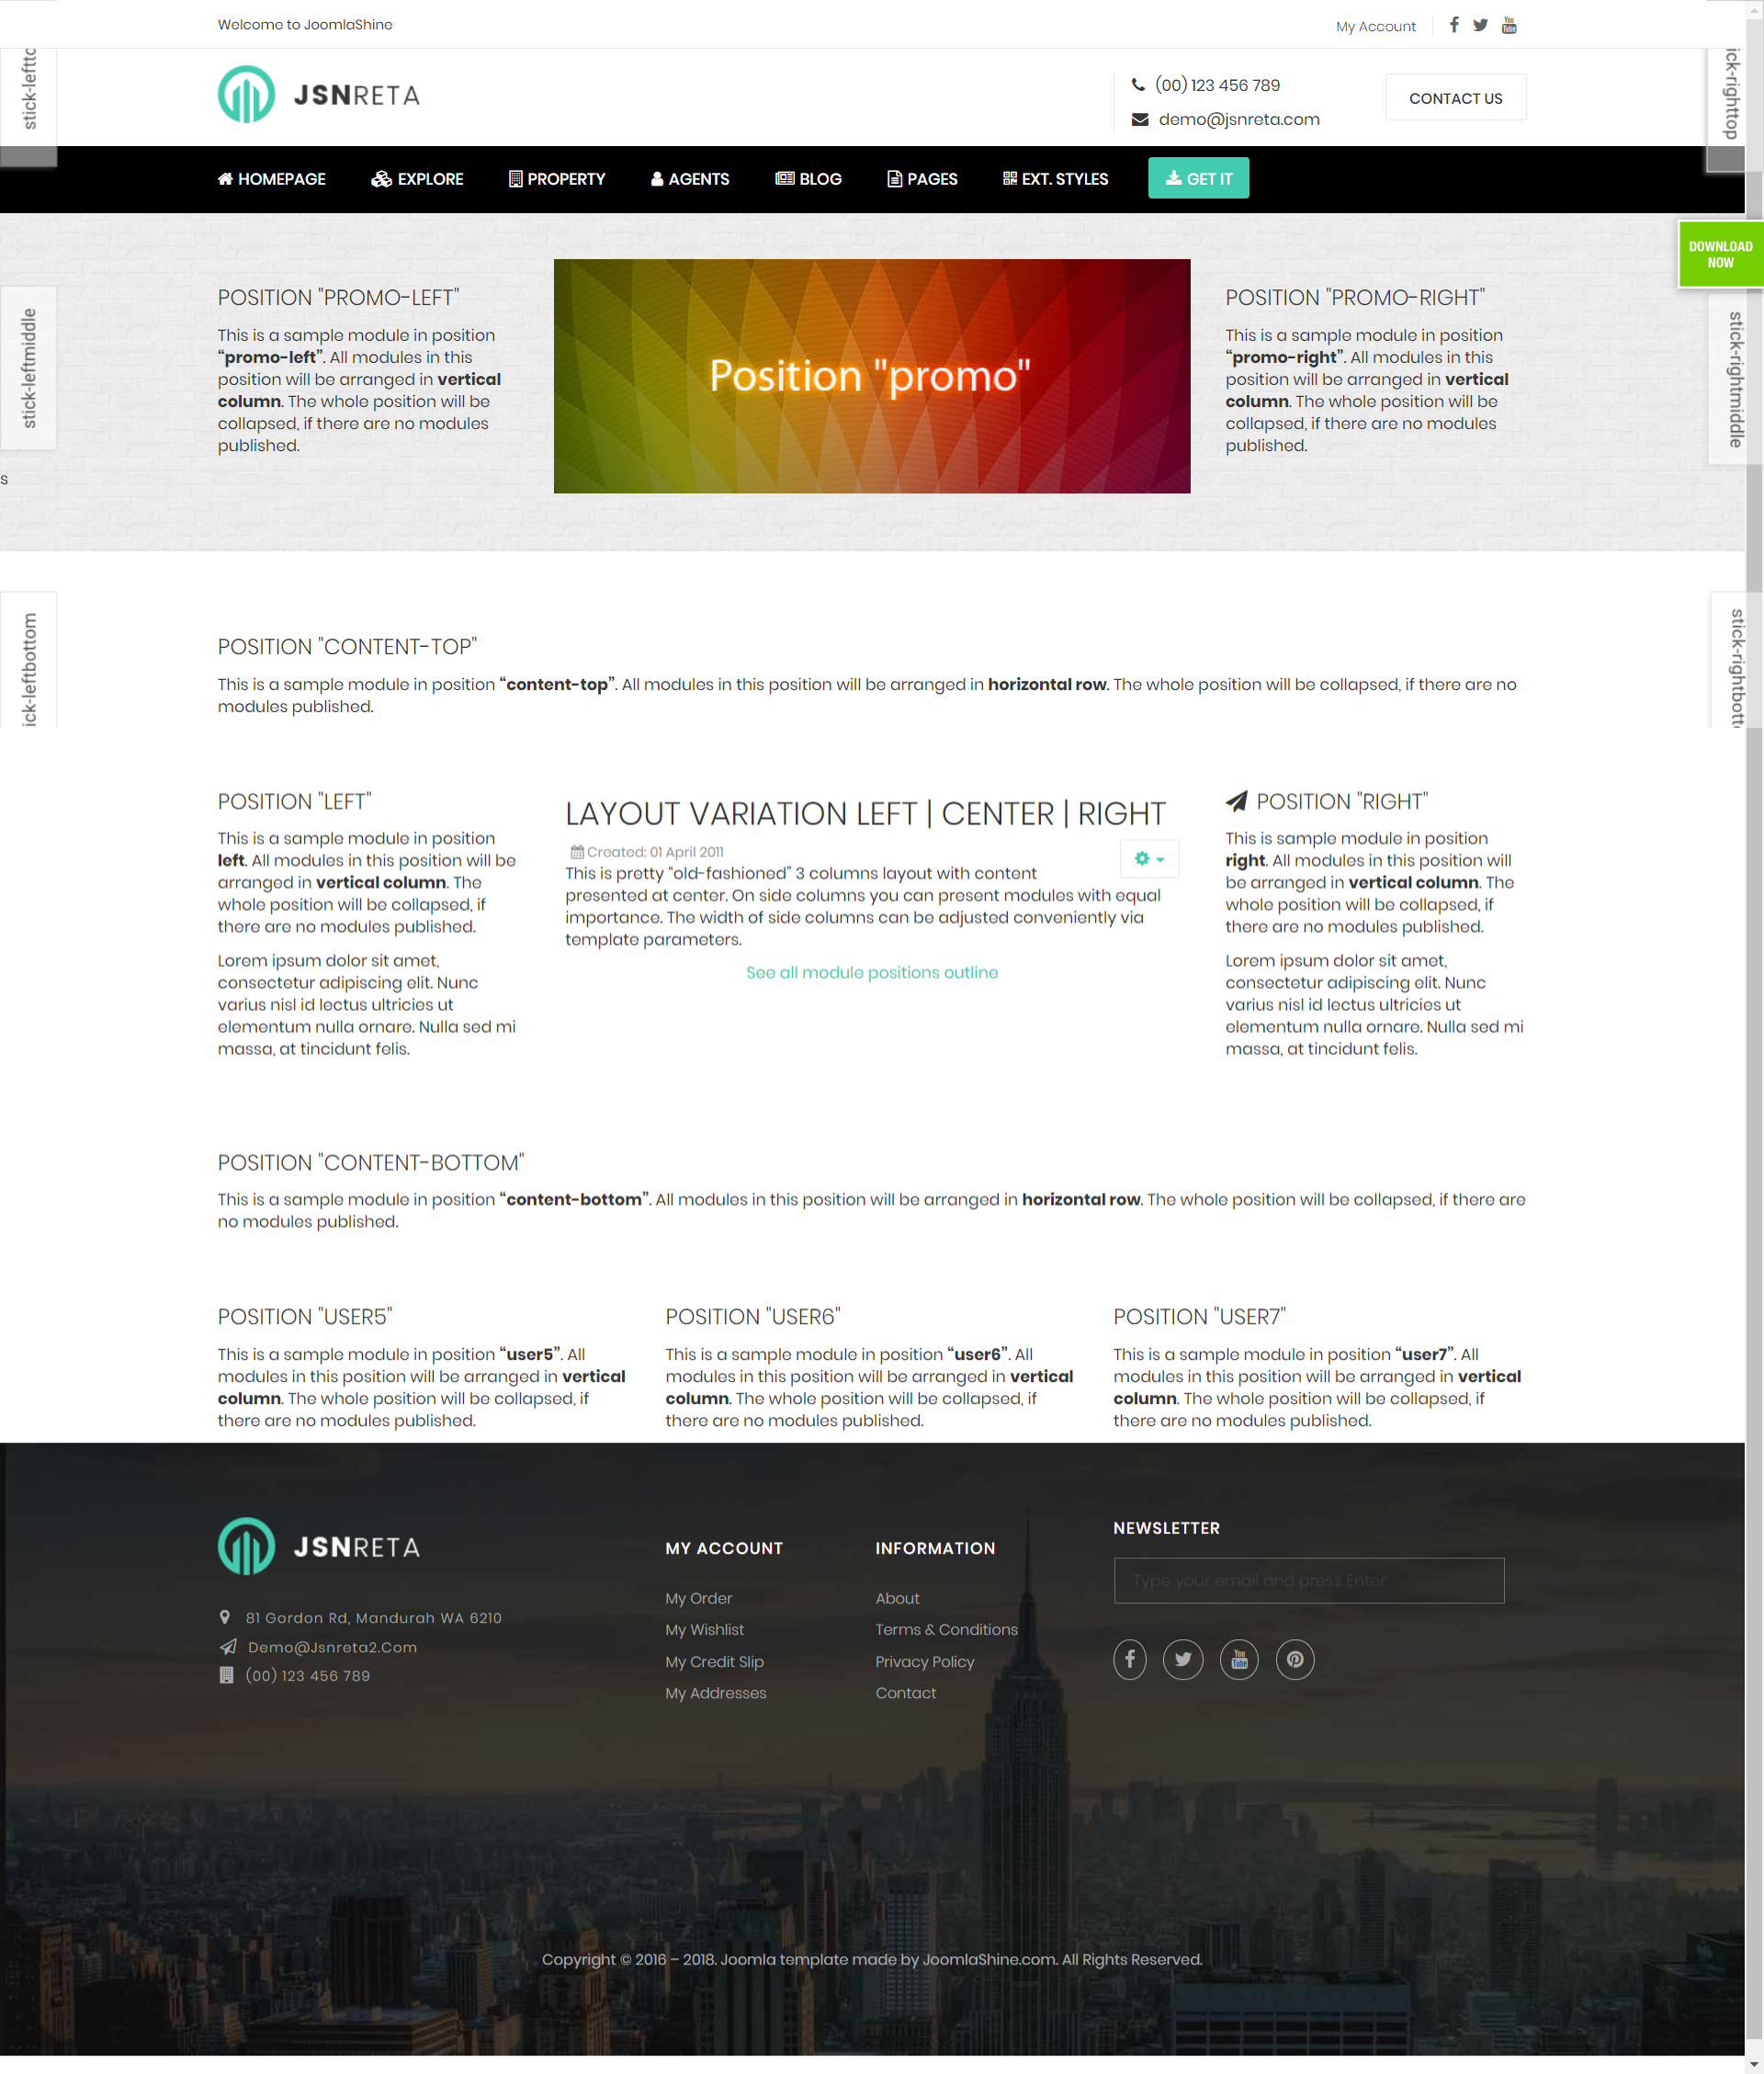 Welcome to JoomlaShine
My Account
JSNRETA
(00) 123 456 789
demo@jsnreta.com
CONTACT US
HOMEPAGE
EXPLORE
PROPERTY
AGENTS
BLOG
PAGES
EXT. STYLES
GET IT
DOWNLOAD
NOW
stick-leftmiddle
stick-rightmiddle
ick-righttop
ick-leftbottom
POSITION "PROMO-LEFT"
This is a sample module in position
“promo-left”. All modules in this
position will be arranged in vertical
column. The whole position will be
collapsed, if there are no modules
published.
s
Position "promo"
POSITION "PROMO-RIGHT"
This is a sample module in position
“promo-right”. All modules in this
position will be arranged in vertical
column. The whole position will be
collapsed, if there are no modules
published.
POSITION "CONTENT-TOP"
This is a sample module in position “content-top”. All modules in this position will be arranged in horizontal row. The whole position will be collapsed, if there are no
modules published.
POSITION "LEFT"
This is a sample module in position
left. All modules in this position will be
arranged in vertical column. The
whole position will be collapsed, if
there are no modules published.
Lorem ipsum dolor sit amet,
consectetur adipiscing elit. Nunc
varius nisl id lectus ultricies ut
elementum nulla ornare. Nulla sed mi
massa, at tincidunt felis.
LAYOUT VARIATION LEFT | CENTER | RIGHT
Created: 01 April 2011
This is pretty “old-fashioned” 3 columns layout with content
presented at center. On side columns you can present modules with equal
importance. The width of side columns can be adjusted conveniently via
template parameters.
See all module positions outline
POSITION "RIGHT"
This is sample module in position
right. All modules in this position will
be arranged in vertical column. The
whole position will be collapsed, if
there are no modules published.
Lorem ipsum dolor sit amet,
consectetur adipiscing elit. Nunc
varius nisl id lectus ultricies ut
elementum nulla ornare. Nulla sed mi
massa, at tincidunt felis.
POSITION "CONTENT-BOTTOM"
This is a sample module in position “content-bottom”. All modules in this position will be arranged in horizontal row. The whole position will be collapsed, if there are
no modules published.
POSITION "USER5"
This is a sample module in position “user5”. All
modules in this position will be arranged in vertical
column. The whole position will be collapsed, if
there are no modules published.
POSITION "USER6"
This is a sample module in position “user6”. All
modules in this position will be arranged in vertical
column. The whole position will be collapsed, if
there are no modules published.
POSITION "USER7"
This is a sample module in position “user7”. All
modules in this position will be arranged in vertical
column. The whole position will be collapsed, if
there are no modules published.
JSNRETA
81 Gordon Rd, Mandurah WA 6210
Demo@Jsnreta2.Com
(00) 123 456 789
MY ACCOUNT
My Order
My Wishlist
My Credit Slip
My Addresses
INFORMATION
About
Terms & Conditions
Privacy Policy
Contact
NEWSLETTER
Type your email and press Enter
Copyright © 2016 – 2018. Joomla template made by JoomlaShine.com. All Rights Reserved.